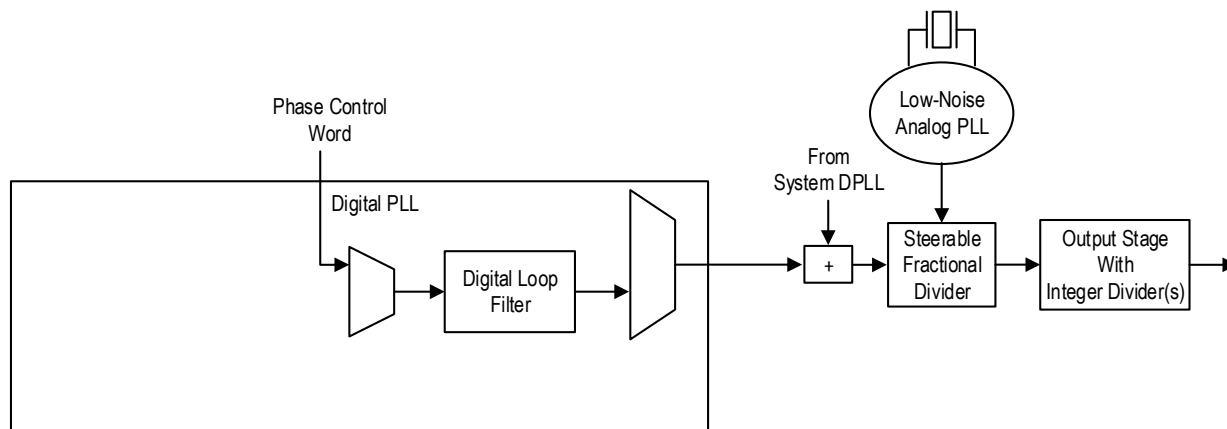 Phase Control
Word
Digital PLL
Digital Loop
Filter
From
System DPLL
+
Low-Noise
Analog PLL
Steerable
Fractional
Divider
Output Stage
With
Integer Divider(s)